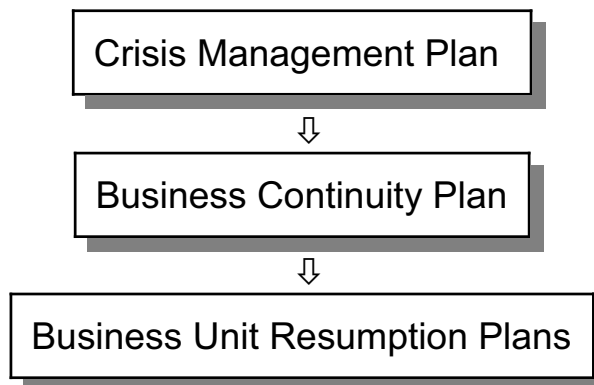 Crisis Management Plan
Business Continuity Plan
Business Unit Resumption Plans